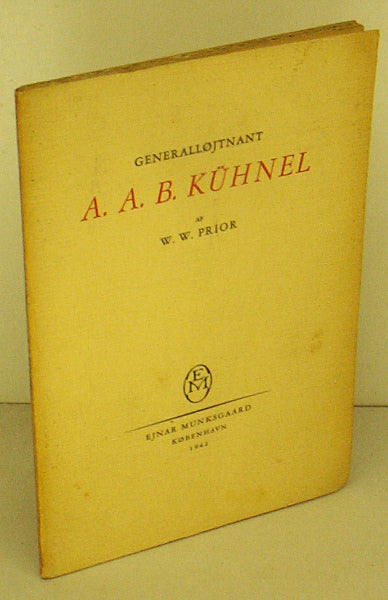 GENERALLØJTNANT
A. A. B. KÜHNEL
AF
W. W. PRIOR
EM
EJNAR MUNKSGAARD
KØBENHAVN
1942